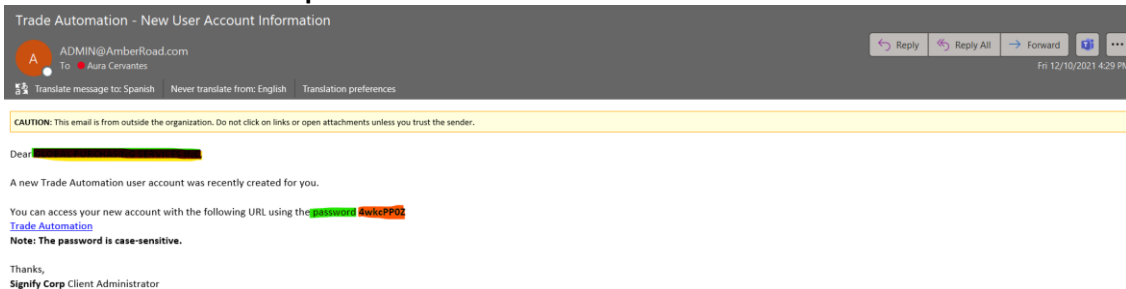 Trade Automation - New User Account Information
A
ADMIN@AmberRoad.com
To Aura Cervantes
Reply
Reply All
Forward
Fri 12/10/2021 4:29 PM
Translate message to: Spanish
Never translate from: English
Translation preferences
CAUTION: This email is from outside the organization. Do not click on links or open attachments unless you trust the sender.
Dear
A new Trade Automation user account was recently created for you.
You can access your new account with the following URL using the password 4wkcPP0Z
Trade Automation
Note: The password is case-sensitive.
Thanks,
Signify Corp Client Administrator